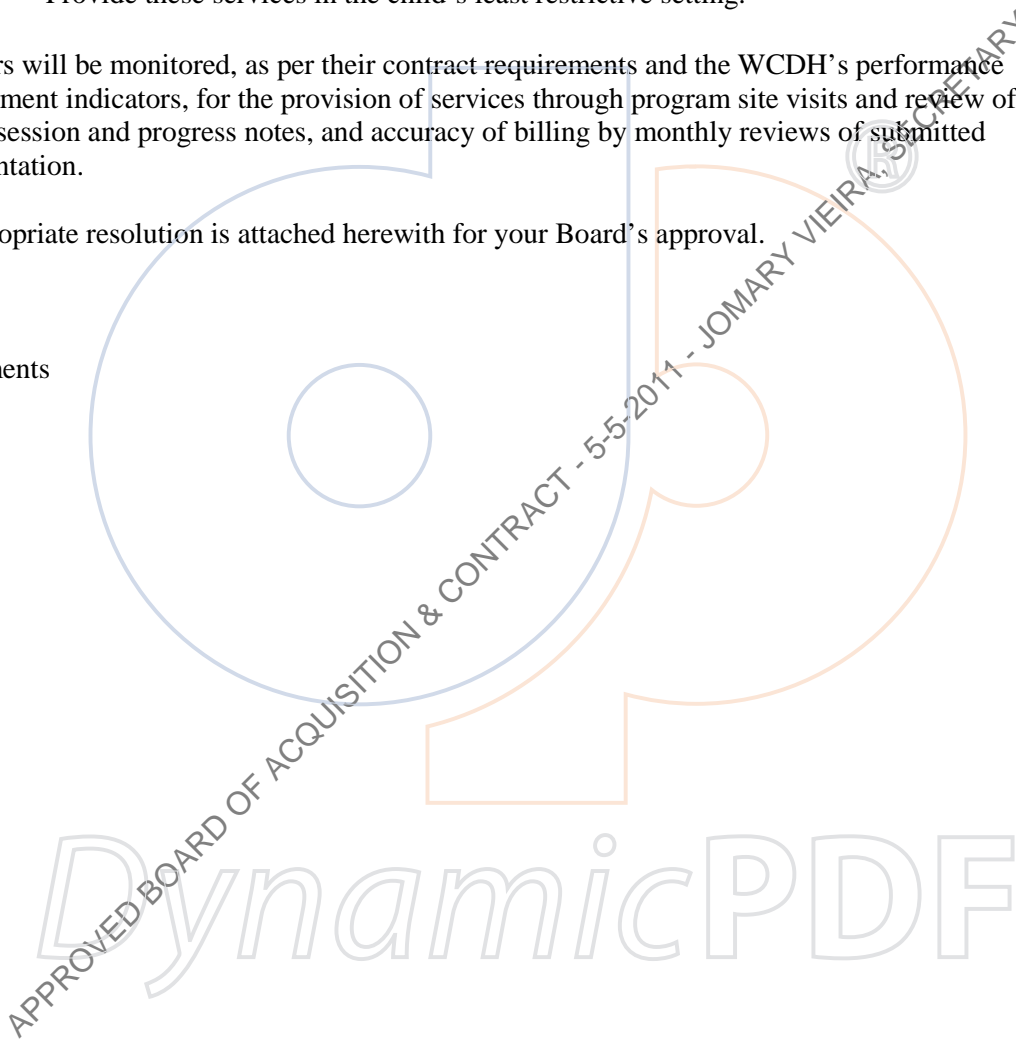 Provide these services in the child's least restrictive setting.
rs will be monitored, as per their contract requirements and the WCDH's performance
ment indicators, for the provision of services through program site visits and review of
session and progress notes, and accuracy of billing by monthly reviews of submitted
ntation.
opriate resolution is attached herewith for your Board's approval.
ments
APPROVED BOARD OF ACQUISITION & CONTRACT - 5-5-2011 - JOMARY VIEIRA, SECRETARY
DynamicPDF
®